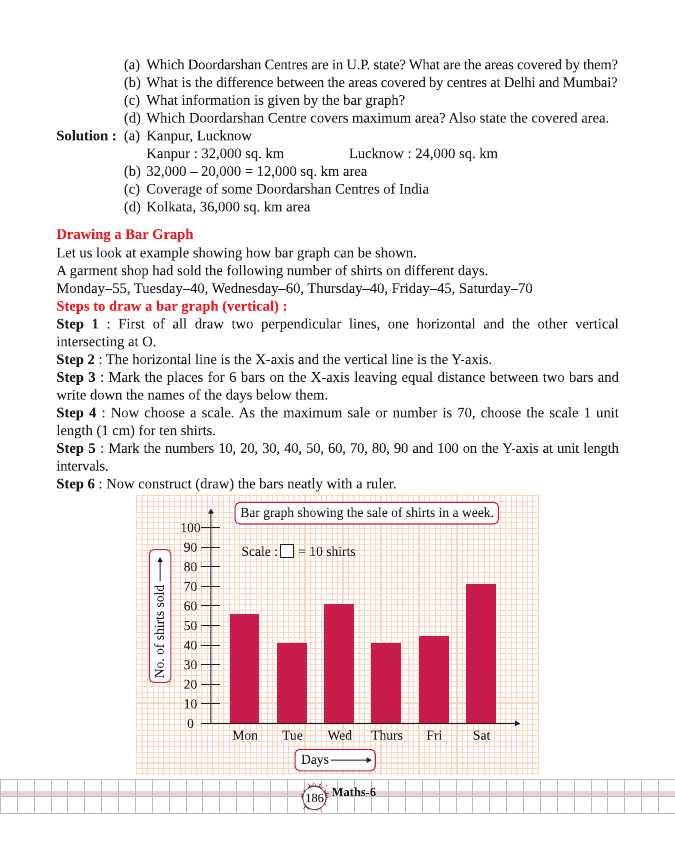 (a) Which Doordarshan Centres are in U.P. state? What are the areas covered by them?
(b) What is the difference between the areas covered by centres at Delhi and Mumbai?
(c) What information is given by the bar graph?
(d) Which Doordarshan Centre covers maximum area? Also state the covered area.
Solution : (a) Kanpur, Lucknow
Kanpur : 32,000 sq. km Lucknow : 24,000 sq. km
(b) 32,000 – 20,000 = 12,000 sq. km area
(c) Coverage of some Doordarshan Centres of India
(d) Kolkata, 36,000 sq. km area
Drawing a Bar Graph
Let us look at example showing how bar graph can be shown.
A garment shop had sold the following number of shirts on different days.
Monday–55, Tuesday–40, Wednesday–60, Thursday–40, Friday–45, Saturday–70
Steps to draw a bar graph (vertical) :
Step 1 : First of all draw two perpendicular lines, one horizontal and the other vertical
intersecting at O.
Step 2 : The horizontal line is the X-axis and the vertical line is the Y-axis.
Step 3 : Mark the places for 6 bars on the X-axis leaving equal distance between two bars and
write down the names of the days below them.
Step 4 : Now choose a scale. As the maximum sale or number is 70, choose the scale 1 unit
length (1 cm) for ten shirts.
Step 5 : Mark the numbers 10, 20, 30, 40, 50, 60, 70, 80, 90 and 100 on the Y-axis at unit length
intervals.
Step 6 : Now construct (draw) the bars neatly with a ruler.
Bar graph showing the sale of shirts in a week.
Scale : = 10 shirts
No. of shirts sold
100
90
80
70
60
50
40
30
20
10
0
Mon Tue Wed Thurs Fri Sat
Days
186 Maths-6